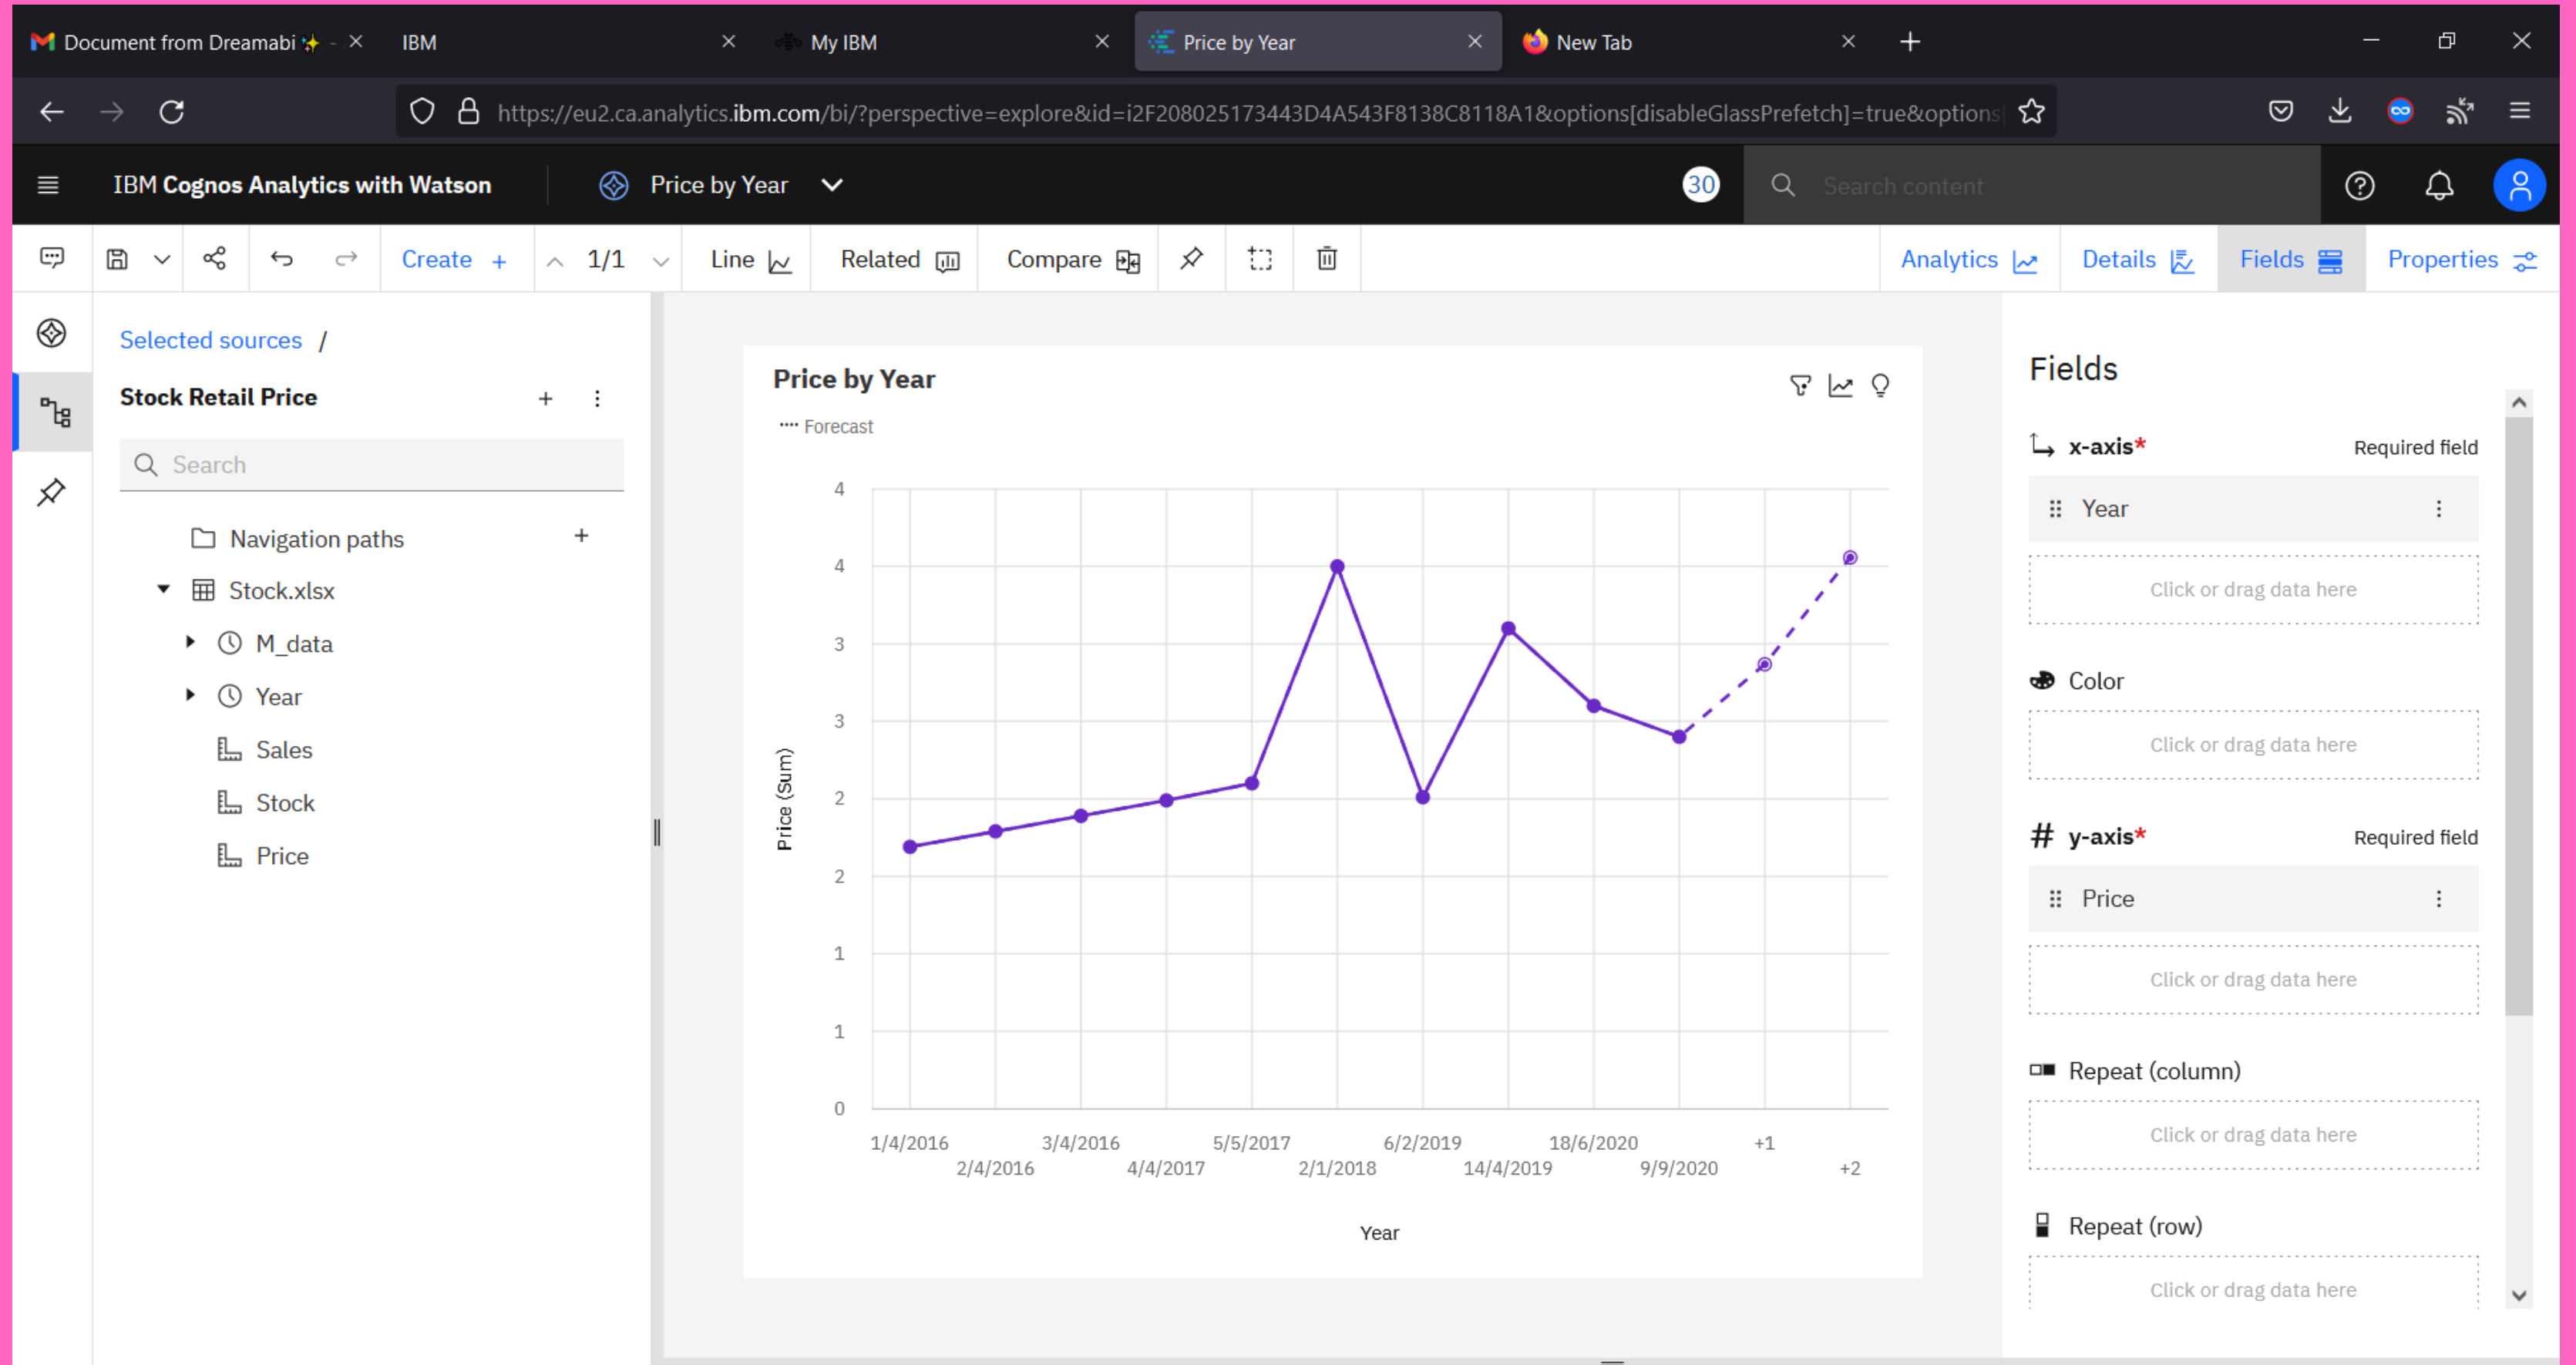 Document from Dreamabi✨ -
IBM
My IBM
Price by Year
New Tab
https://eu2.ca.analytics.ibm.com/bi/?perspective=explore&id=i2F208025173443D4A543F8138C8118A1&options[disableGlassPrefetch]=true&options[
IBM Cognos Analytics with Watson
Price by Year
30
Search content
Create +
1/1
Line
Related
Compare
Analytics
Details
Fields
Properties
Selected sources /
Stock Retail Price
Search
Navigation paths
Stock.xlsx
M_data
Year
Sales
Stock
Price
Price by Year
Forecast
4
4
3
3
2
2
1
1
0
Price (Sum)
1/4/2016
2/4/2016
3/4/2016
4/4/2017
5/5/2017
2/1/2018
6/2/2019
14/4/2019
18/6/2020
9/9/2020
+1
+2
Year
Fields
x-axis* Required field
Year
Click or drag data here
Color
Click or drag data here
# y-axis* Required field
Price
Click or drag data here
Repeat (column)
Click or drag data here
Repeat (row)
Click or drag data here